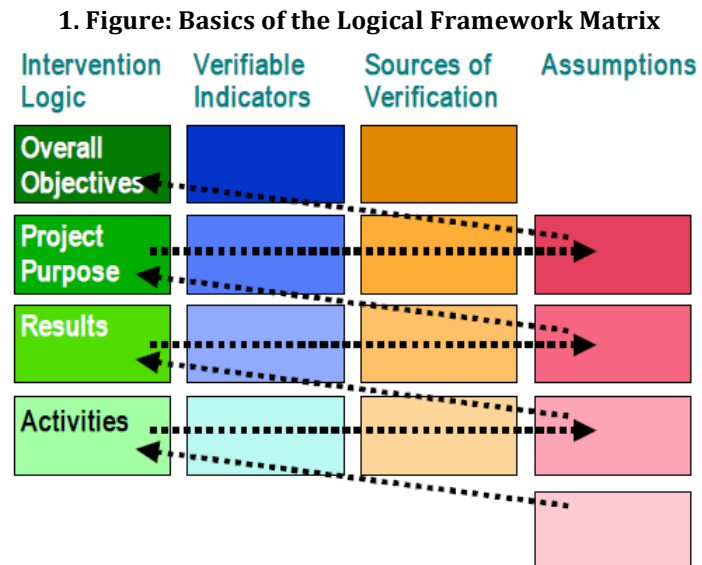 1. Figure: Basics of the Logical Framework Matrix
Intervention
Logic
Verifiable
Indicators
Sources of
Verification
Assumptions
Overall
Objectives
Project
Purpose
Results
Activities